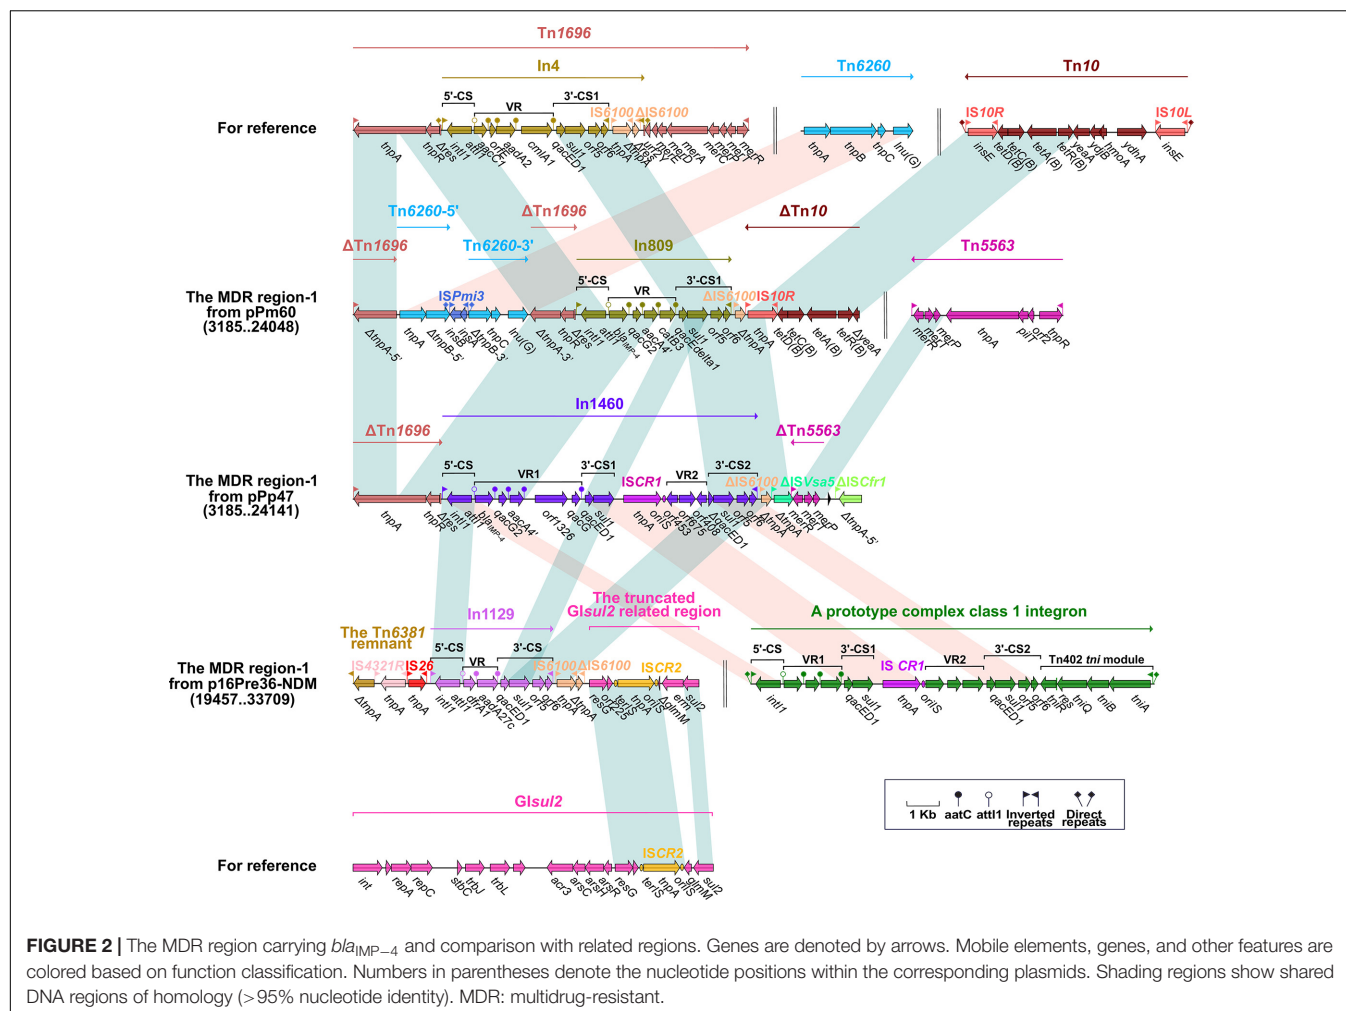 Tn1696
In4
Tn6260
Tn10
5'-CS
VR
3'-CS1
IS6100 ΔIS6100
IS10R
IS10L
For reference
tnpA
tnpR
Δres
intI1
attI1
aacC1
orfE
aadA2
cmlA1
qacED1
sul1
orf5
orf6
tnpA
ΔtnpA
Δres
urf2Y
merE
merD
merA
merC
merP
merT
merR
tnpA
tnpB
tnpC
lnu(G)
insE
tetD(B)
tetC(B)
tetA(B)
tetR(B)
yeaA
ydjB
hmoA
ydhA
insE
Tn6260-5'
ΔTn1696
ΔTn10
ΔTn1696
Tn6260-3'
In809
Tn5563
5'-CS
VR
3'-CS1
ISPmi3
ΔIS6100 IS10R
The MDR region-1
from pPm60
(3185..24048)
ΔtnpA-5'
tnpA
ΔtnpB-5'
insB
insA
ΔtnpB-3'
tnpC
lnu(G)
ΔtnpA-3'
tnpR
Δres
intI1
attI1
blaIMP-4
qacG2
aacA4'
catB3
qacEdelta1
sul1
orf5
orf6
ΔtnpA
tnpA
tetD(B)
tetC(B)
tetA(B)
tetR(B)
ΔyeaA
merR
merT
merP
tnpA
pilT
orf2
tnpR
In1460
ΔTn1696
ΔTn5563
5'-CS
VR1
3'-CS1
ISCR1
VR2
3'-CS2
ΔIS6100
ΔISVsa5
ΔISCfr1
The MDR region-1
from pPp47
(3185..24141)
tnpA
tnpR
Δres
intI1
attI1
blaIMP-4
qacG2
aacA4'
orf1326
qacG
qacED1
sul1
tnpA
oriS
orf453
orf675
orf408
ΔqacED1
sul1
orf5
orf6
ΔtnpA
ΔtnpA
merR
merT
merP
ΔtnpA-5'
The truncated
GIsul2 related region
In1129
A prototype complex class 1 integron
The Tn6381
remnant
5'-CS
VR
3'-CS
IS4321R
IS26
IS6100 ΔIS6100
ISCR2
5'-CS
VR1
3'-CS1
IS CR1
VR2
3'-CS2
Tn402 tni module
The MDR region-1
from p16Pre36-NDM
(19457..33709)
ΔtnpA
tnpA
tnpA
intI1
attI1
dfrA1
aadA27c
qacED1
sul1
orf5
orf6
tnpA
ΔtnpA
resG
orf225
terIS
tnpA
oriIS
ΔglmM
erm
sul2
intI1
qacED1
sul1
tnpA
oriIS
qacED1
sul1
orf5
orf6
tniR
res
tniQ
tniB
tniA
1 Kb
aatC
attI1
Inverted
repeats
Direct
repeats
GIsul2
ISCR2
For reference
int
repA
repC
stbC
trbJ
trbL
acr3
arsC
arsH
arsR
resG
terIS
tnpA
oriIS
glmM
sul2
FIGURE 2 | The MDR region carrying blaIMP−4 and comparison with related regions. Genes are denoted by arrows. Mobile elements, genes, and other features are
colored based on function classification. Numbers in parentheses denote the nucleotide positions within the corresponding plasmids. Shading regions show shared
DNA regions of homology (>95% nucleotide identity). MDR: multidrug-resistant.